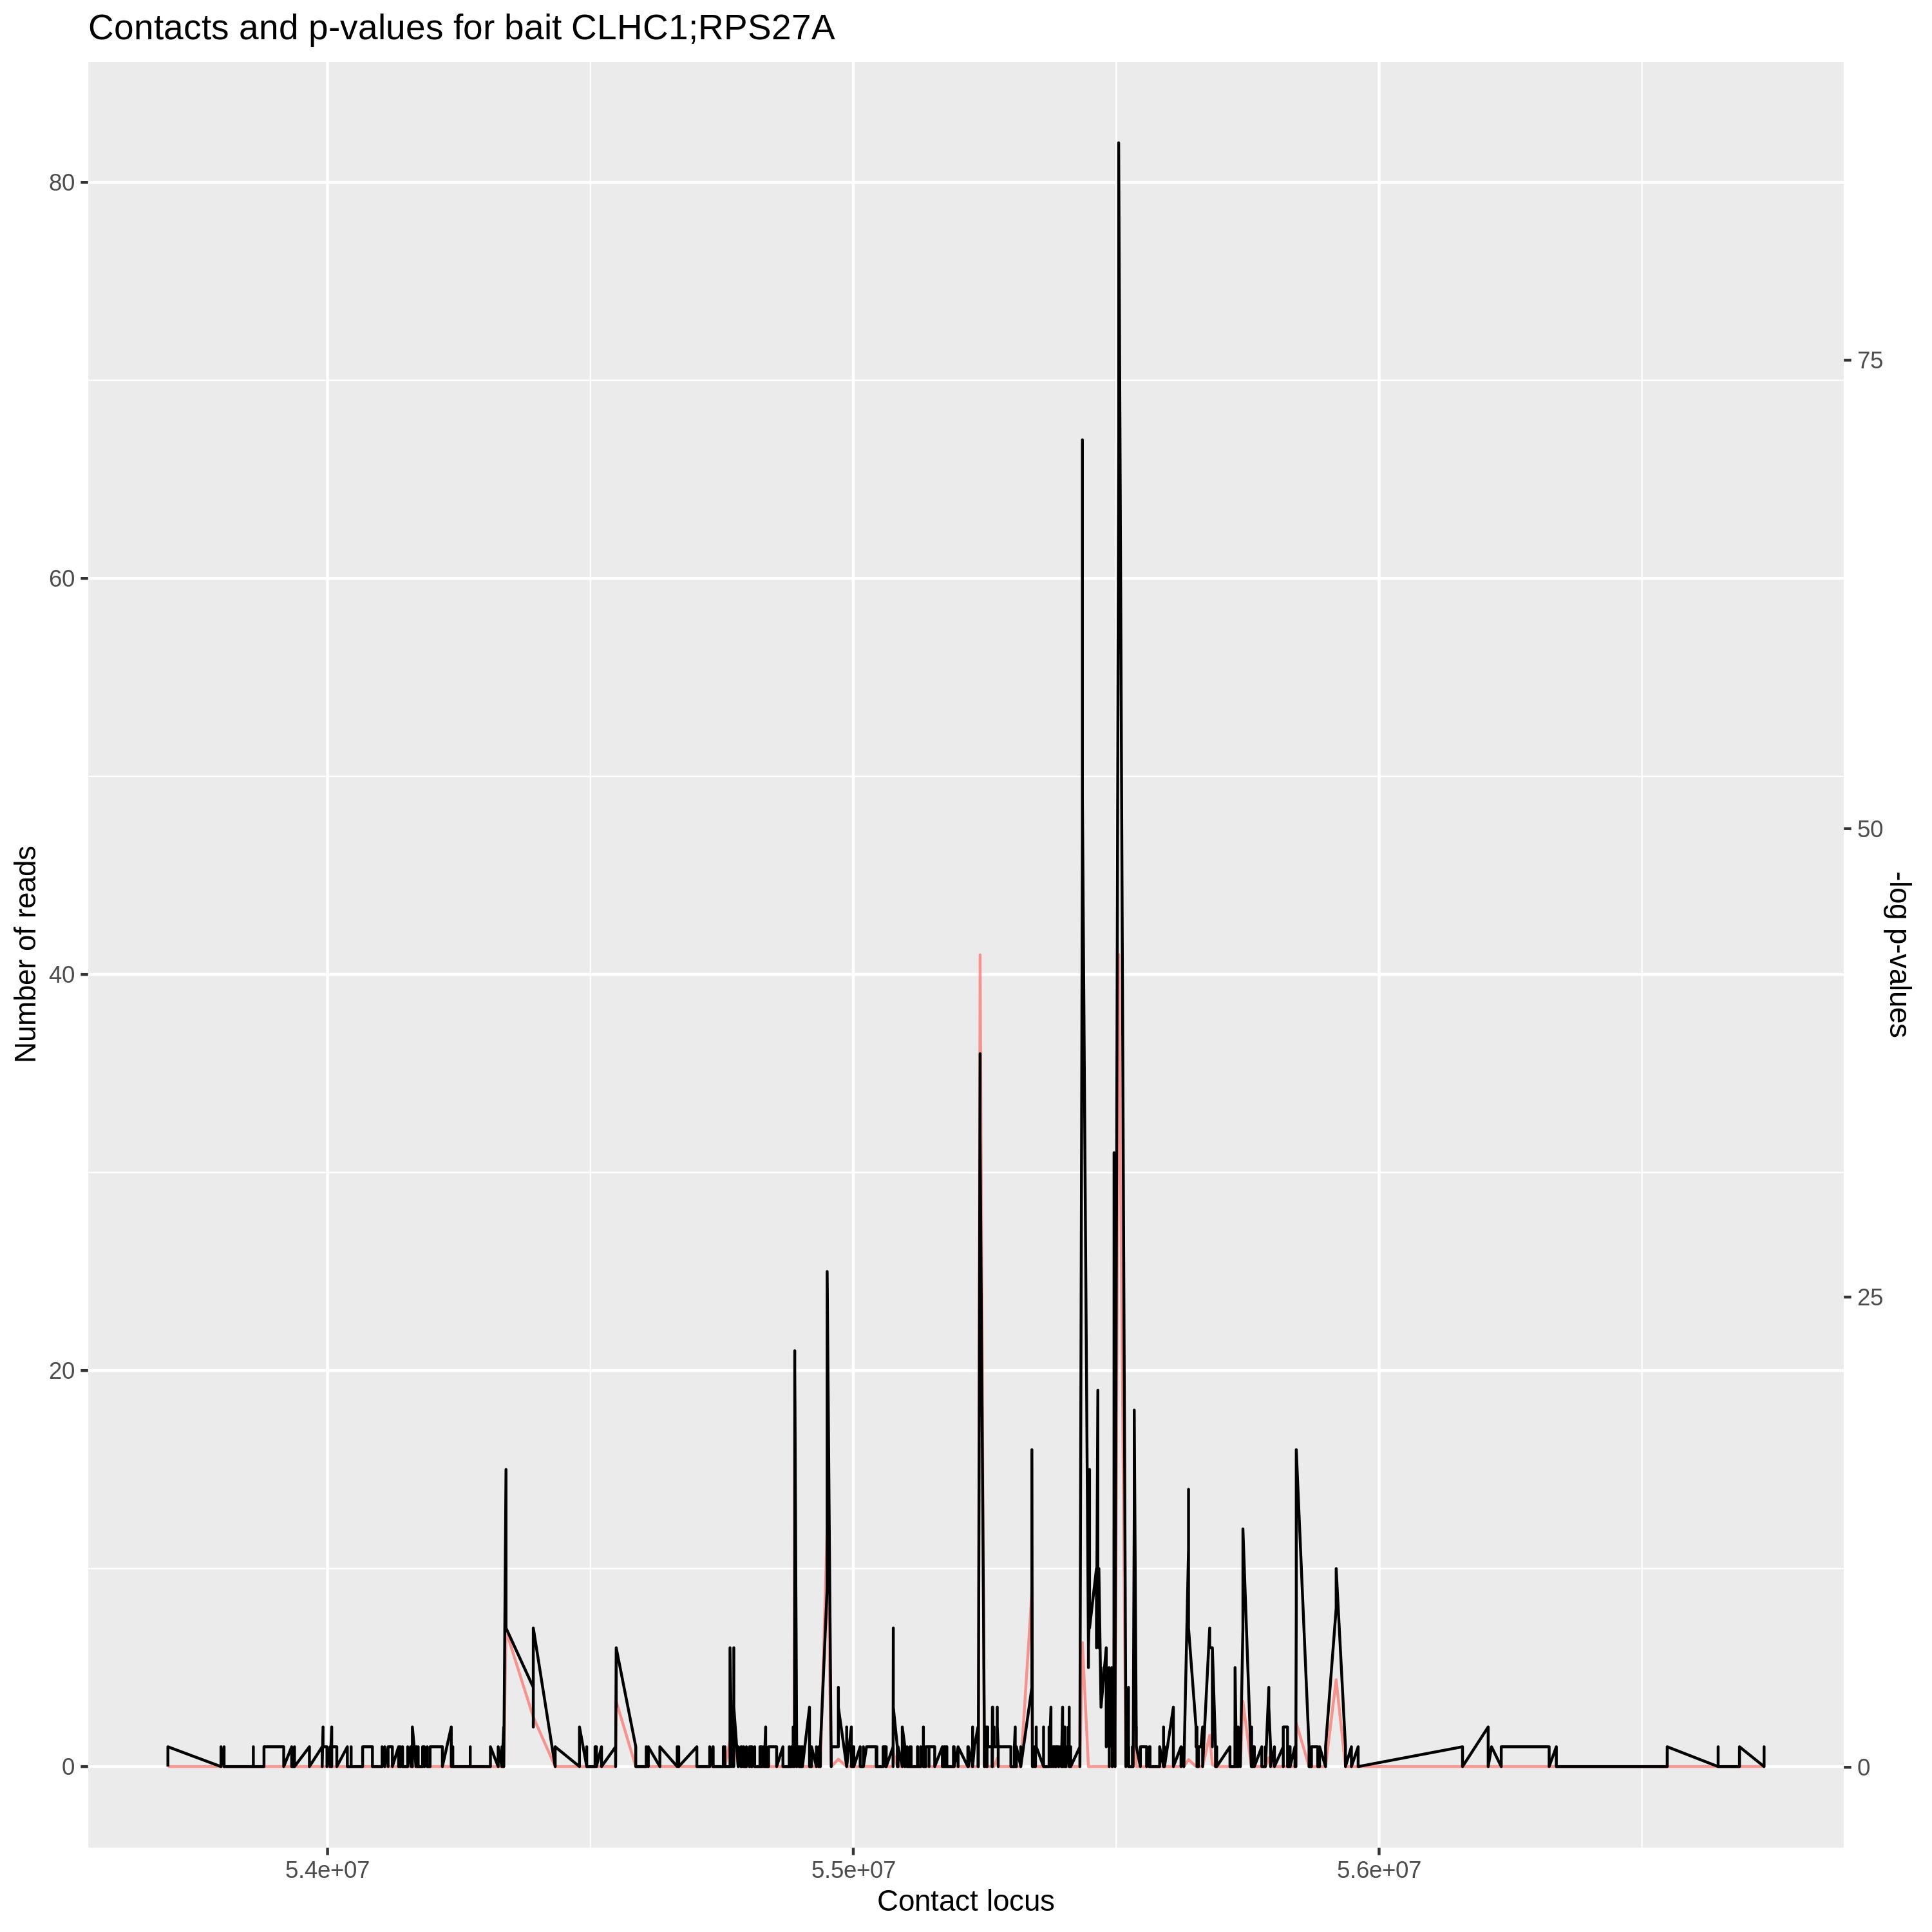 Contacts and p-values for bait CLHC1;RPS27A
80
60
40
20
0
Number of reads
75
50
25
0
-log p-values
5.4e+07
5.5e+07
5.6e+07
Contact locus